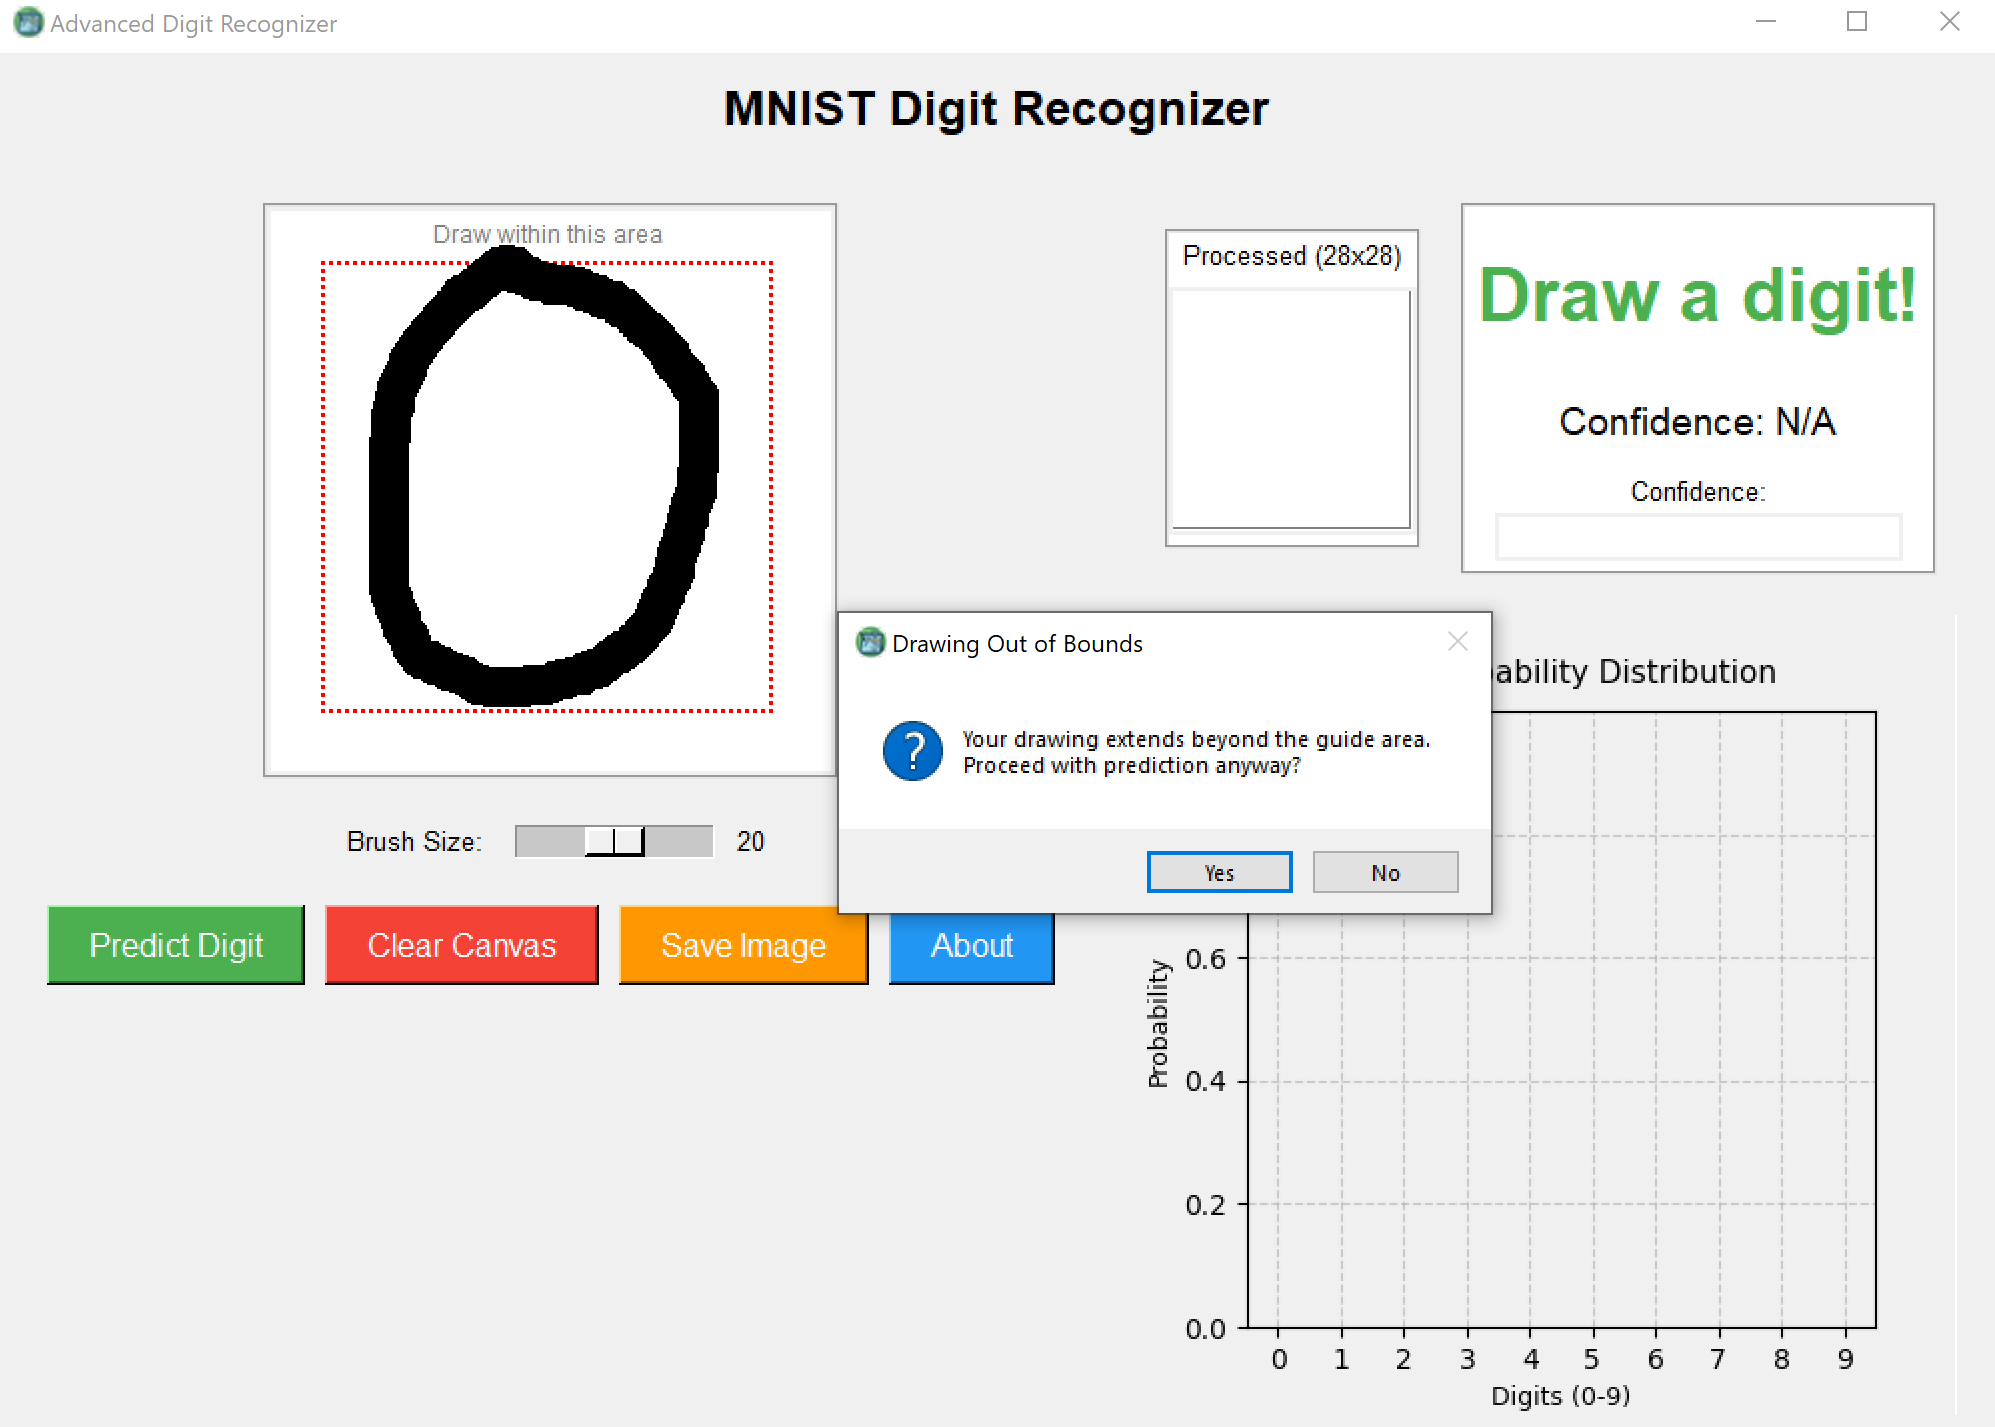 Advanced Digit Recognizer
MNIST Digit Recognizer
Draw within this area
0
Brush Size: 20
Predict Digit
Clear Canvas
Save Image
About
Processed (28x28)
Draw a digit!
Confidence: N/A
Confidence:
Drawing Out of Bounds
?
Your drawing extends beyond the guide area.
Proceed with prediction anyway?
Yes
No
Distribution
Probability
0.6
0.4
0.2
0.0
0 1 2 3 4 5 6 7 8 9
Digits (0-9)